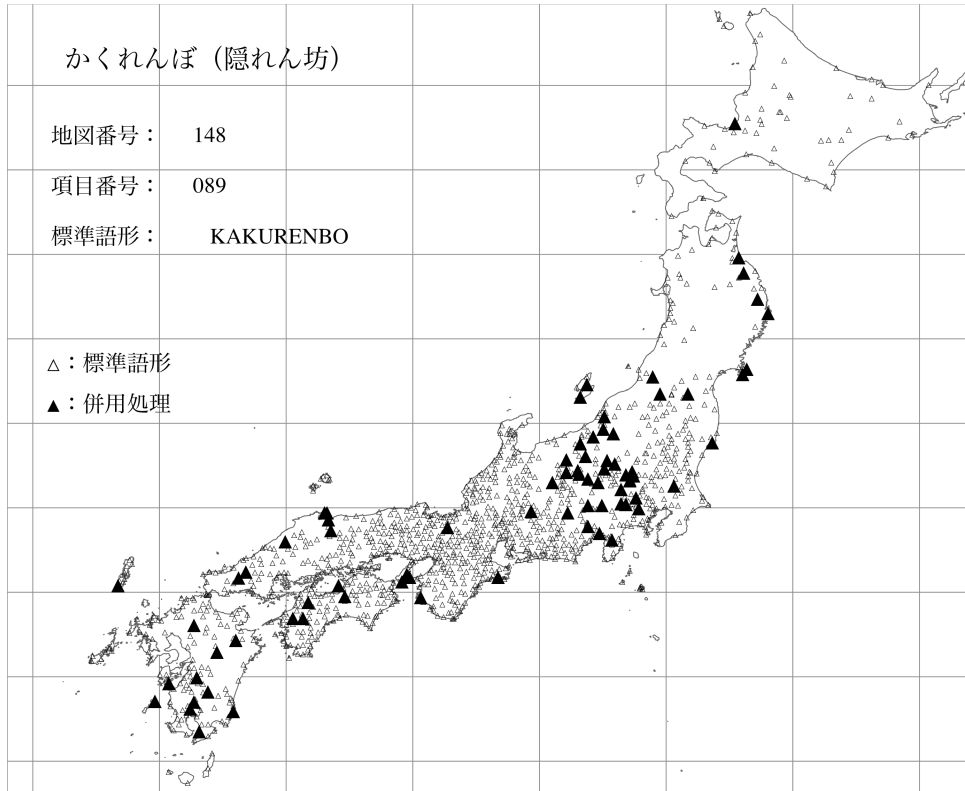 かくれんぼ（隠れん坊）
地図番号： 148
項目番号： 089
標準語形： KAKURENBO
△：標準語形
▲：併用処理